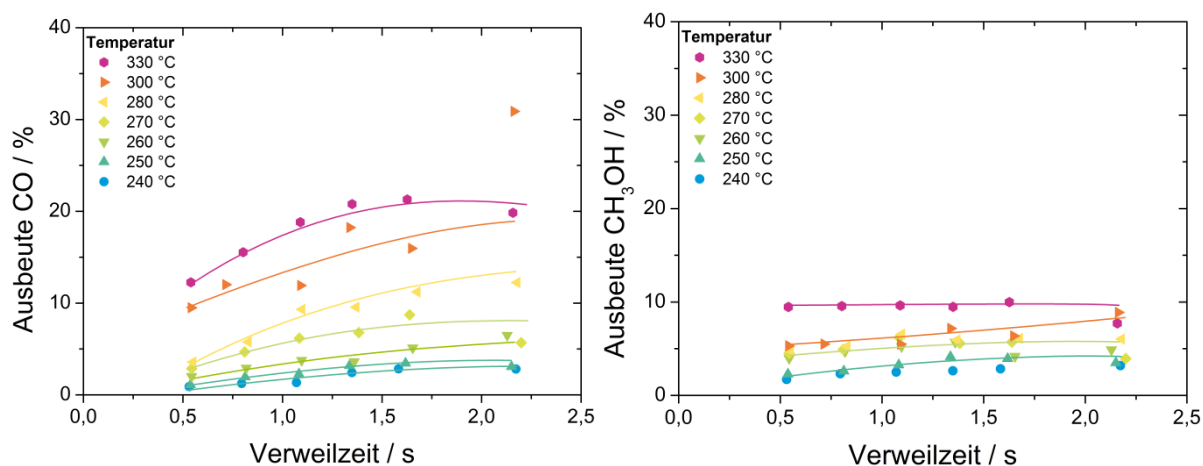 Ausbeute CO / %
40
30
20
10
0
Temperatur
330 °C
300 °C
280 °C
270 °C
260 °C
250 °C
240 °C
0,0 0,5 1,0 1,5 2,0 2,5
Verweilzeit / s
Ausbeute CH₃OH / %
40
30
20
10
0
Temperatur
330 °C
300 °C
280 °C
270 °C
260 °C
250 °C
240 °C
0,0 0,5 1,0 1,5 2,0 2,5
Verweilzeit / s